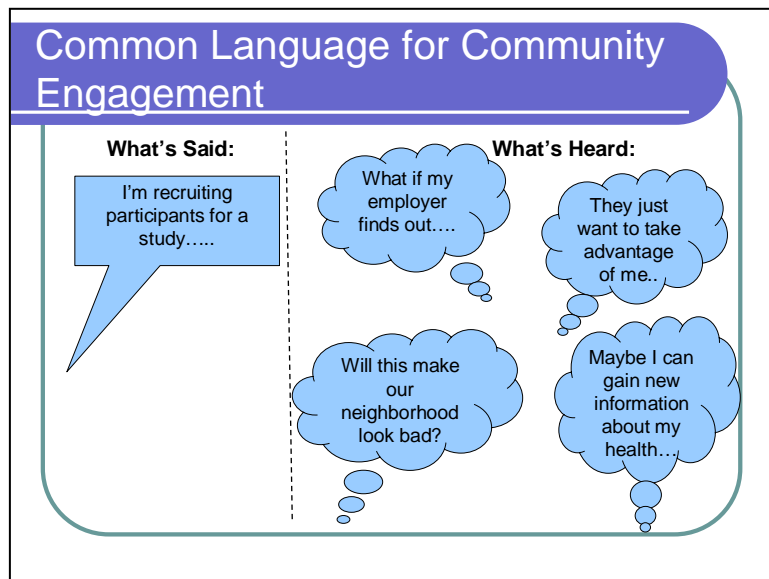 Common Language for Community
Engagement
What's Said:
I'm recruiting
participants for a
study…..
What's Heard:
What if my
employer
finds out….
They just
want to take
advantage
of me..
Will this make
our
neighborhood
look bad?
Maybe I can
gain new
information
about my
health…